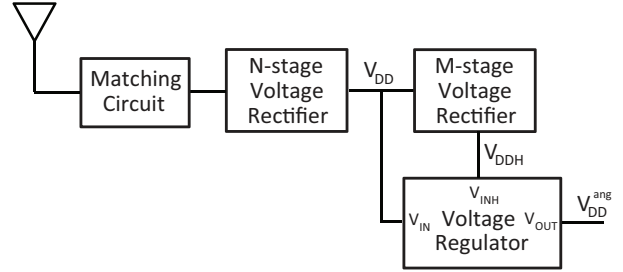 Matching
Circuit
N-stage
Voltage
Rectifier
V_DD
M-stage
Voltage
Rectifier
V_DDH
V_INH
V_IN
Voltage
Regulator
V_OUT
V_DD^ang